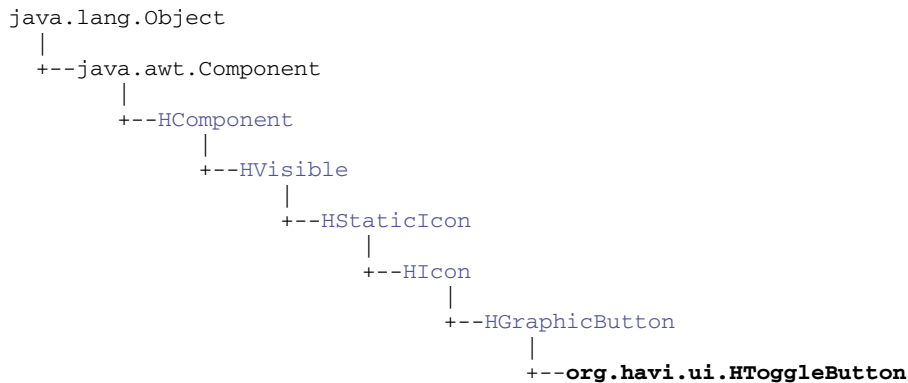 java.lang.Object
|
+--java.awt.Component
|
+--HComponent
|
+--HVisible
|
+--HStaticIcon
|
+--HIcon
|
+--HGraphicButton
|
+--org.havi.ui.HToggleButton